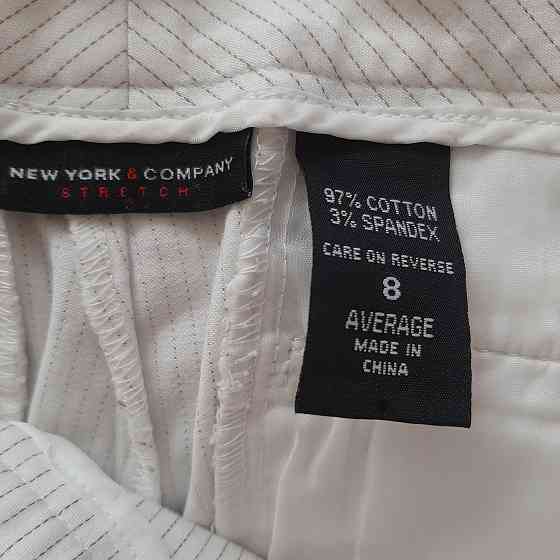 NEW YORK & COMPANY
STRETCH
97% COTTON
3% SPANDEX
CARE ON REVERSE
8
AVERAGE
MADE IN
CHINA